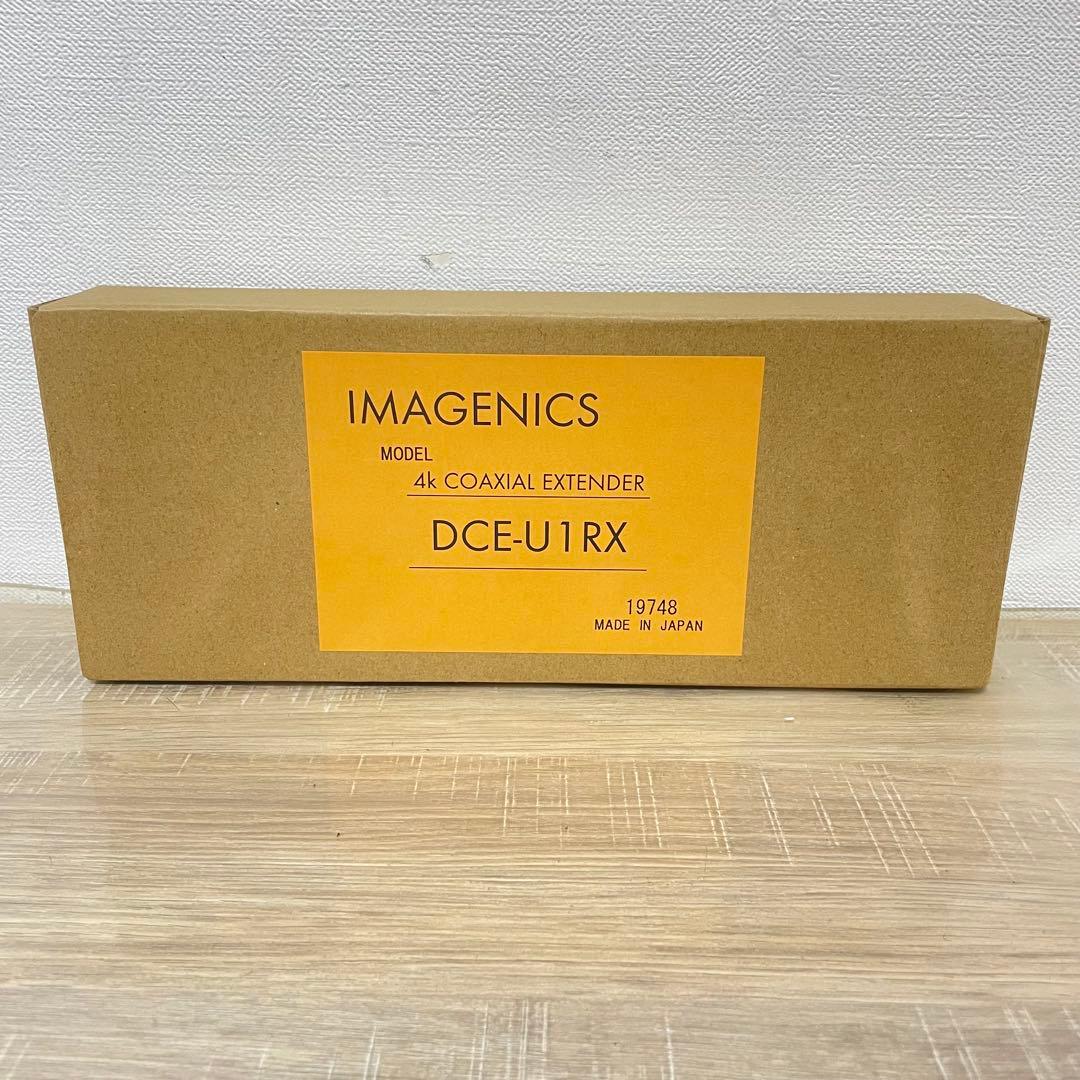 IMAGENICS
MODEL
4k COAXIAL EXTENDER
DCE-U1RX
19748
MADE IN JAPAN